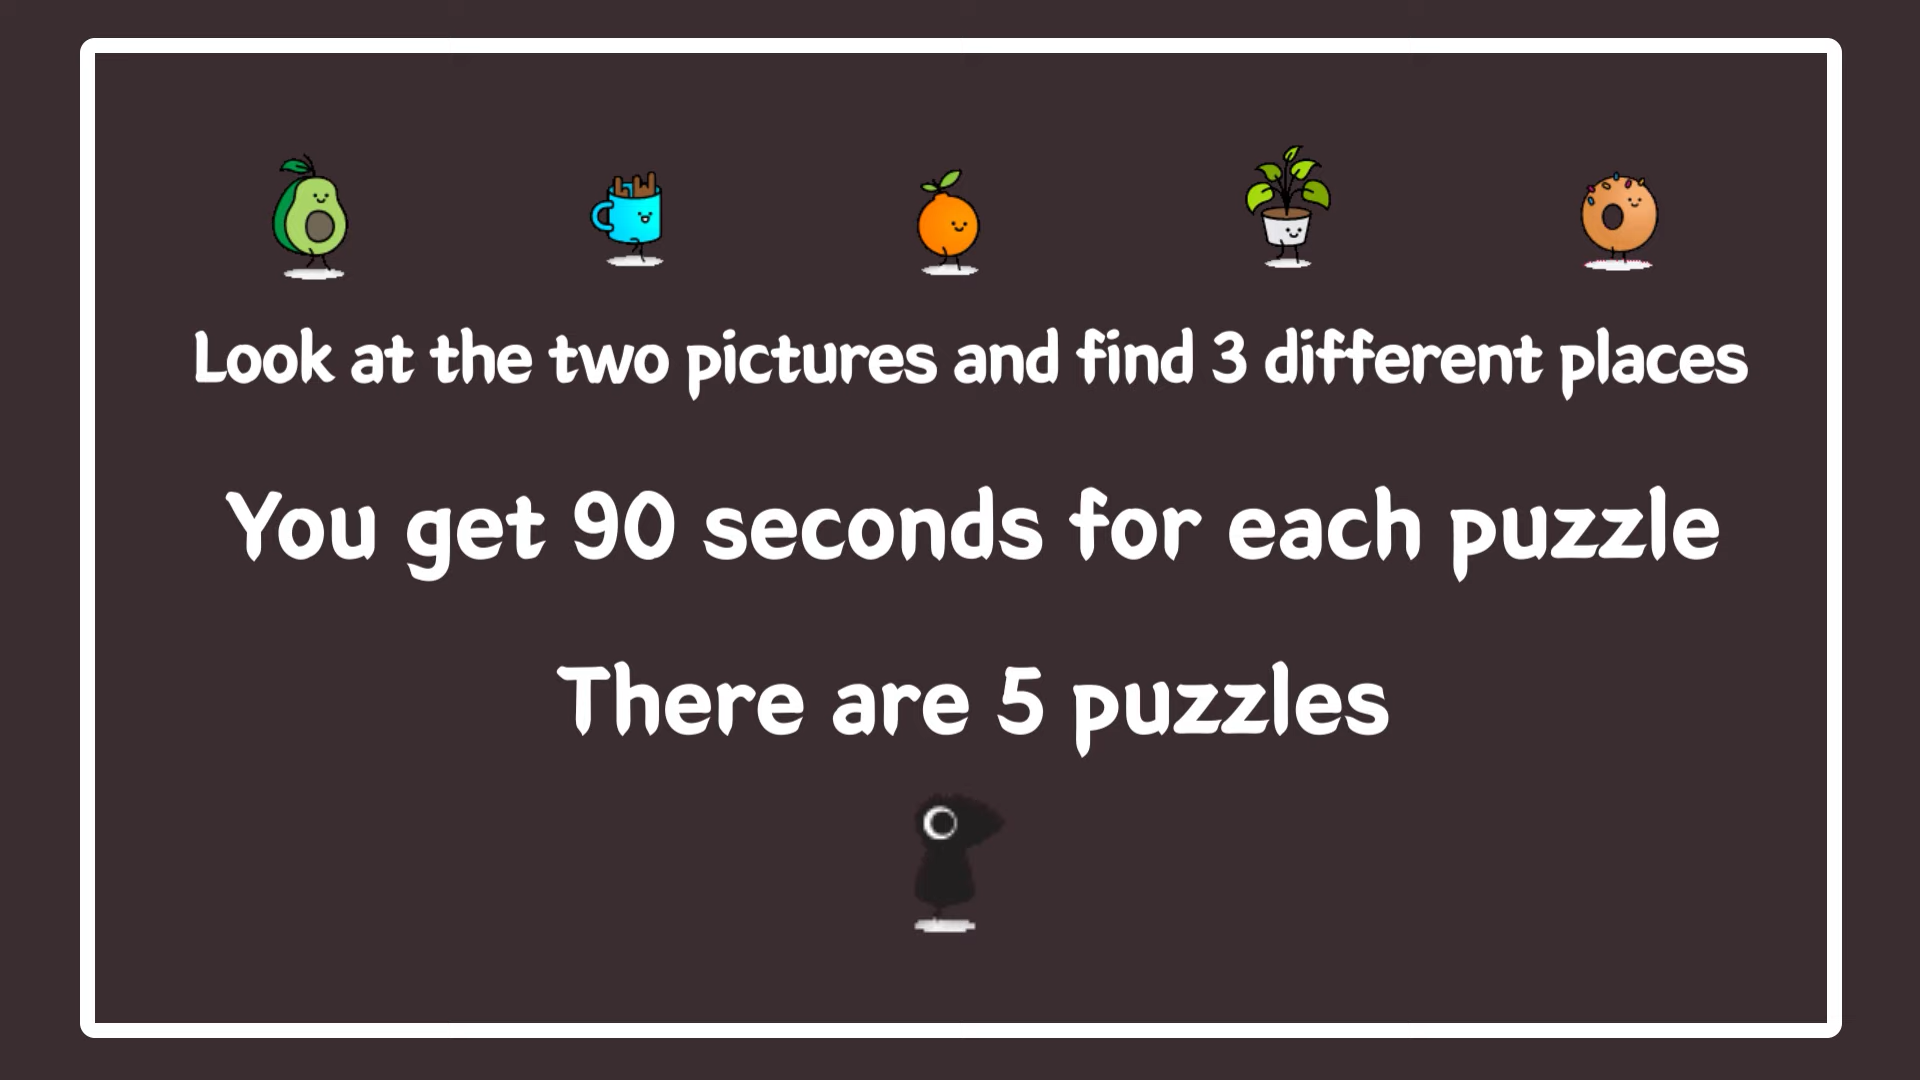 Look at the two pictures and find 3 different places
You get 90 seconds for each puzzle
There are 5 puzzles